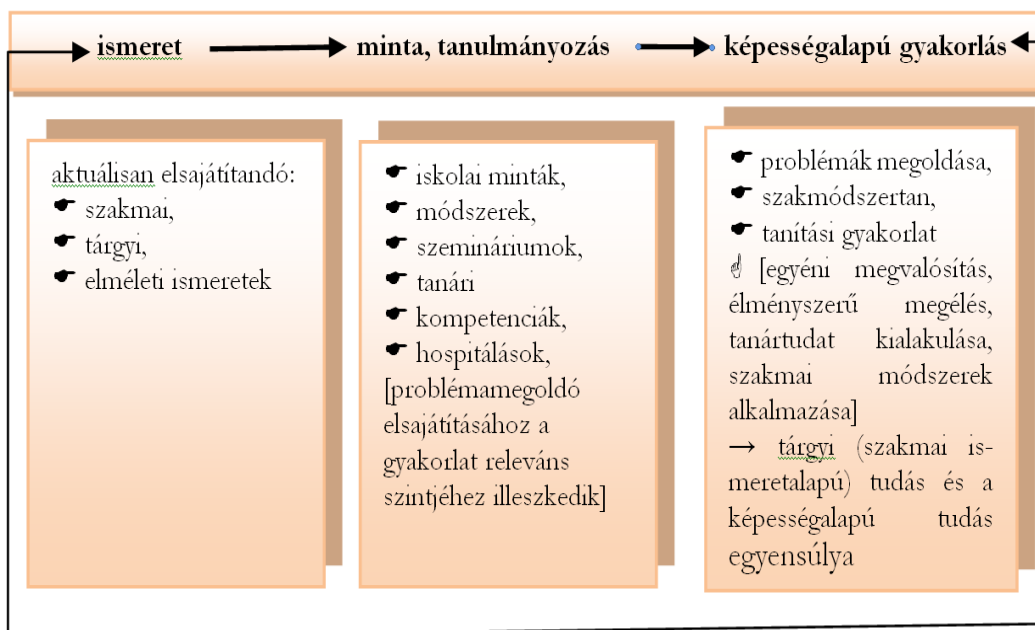 ismeret minta, tanulmányozás képességalapú gyakorlás
aktuálisan elsajátítandó:
☛ szakmai,
☛ tárgyi,
☛ elméleti ismeretek
☛ iskolai minták,
☛ módszerek,
☛ szemináriumok,
☛ tanári
☛ kompetenciák,
☛ hospitálások,
[problémamegoldó
elsajátításához a
gyakorlat releváns
szintjéhez illeszkedik]
☛ problémák megoldása,
☛ szakmódszertan,
☛ tanítási gyakorlat
☝ [egyéni megvalósítás,
élményszerű megélés,
tanártudat kialakulása,
szakmai módszerek
alkalmazása]
→ tárgyi (szakmai is-
meretalapú) tudás és a
képességalapú tudás
egyensúlya